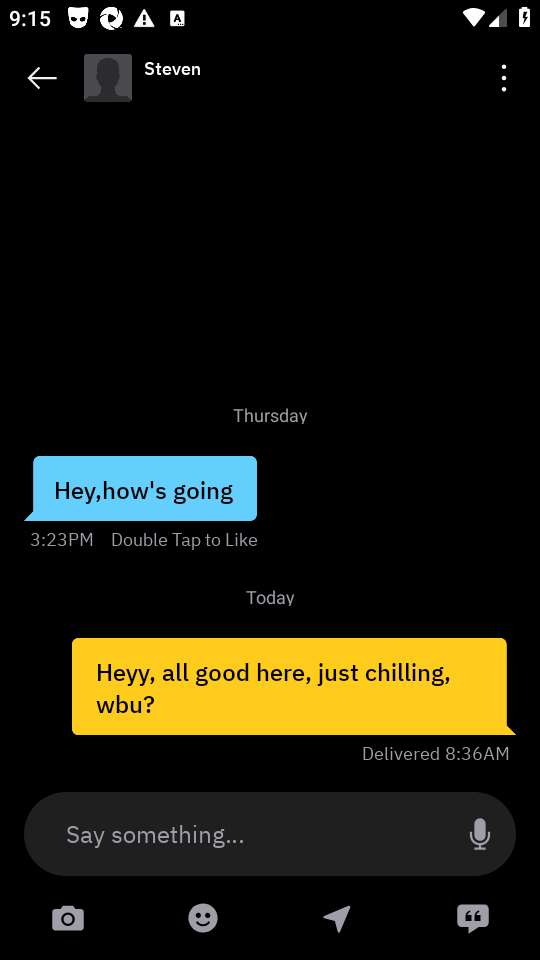 9:15
Steven
Thursday
Hey,how's going
3:23PM Double Tap to Like
Today
Heyy, all good here, just chilling,
wbu?
Delivered 8:36AM
Say something...